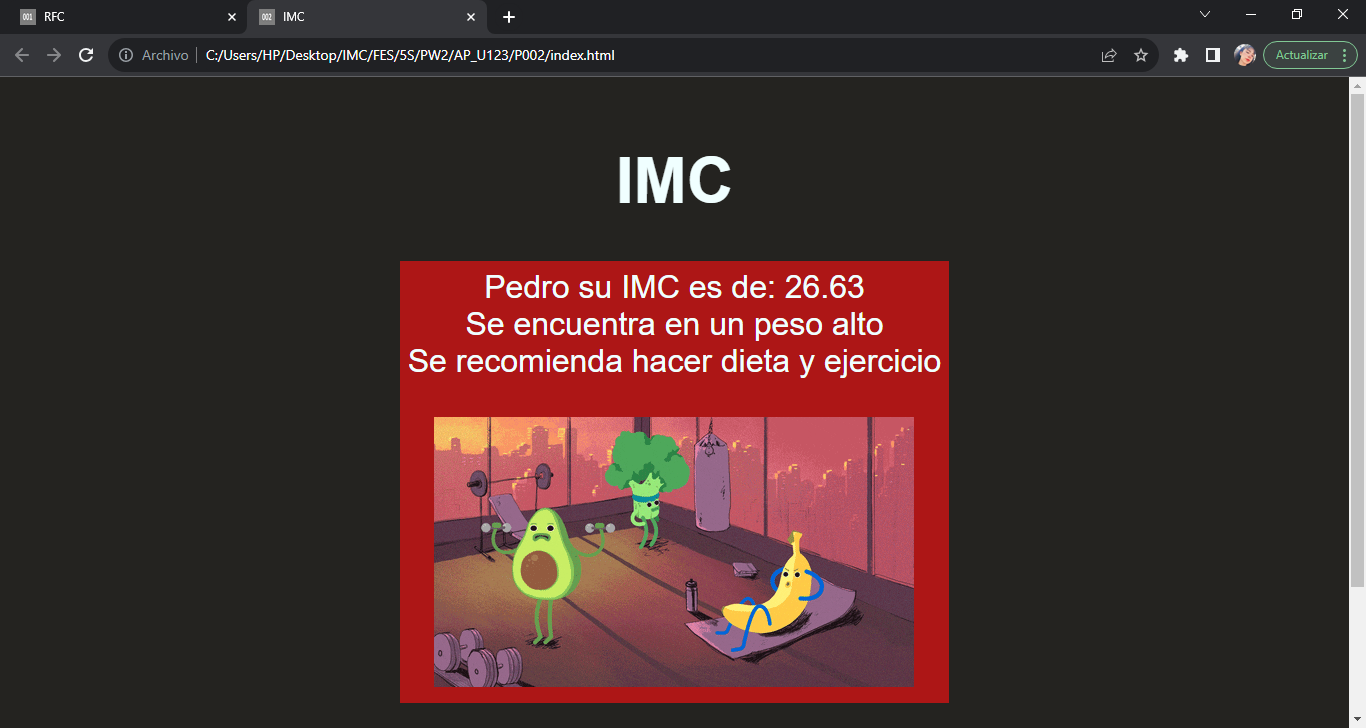 001 RFC
002 IMC
Archivo C:/Users/HP/Desktop/IMC/FES/5S/PW2/AP_U123/P002/index.html
Actualizar
IMC
Pedro su IMC es de: 26.63
Se encuentra en un peso alto
Se recomienda hacer dieta y ejercicio